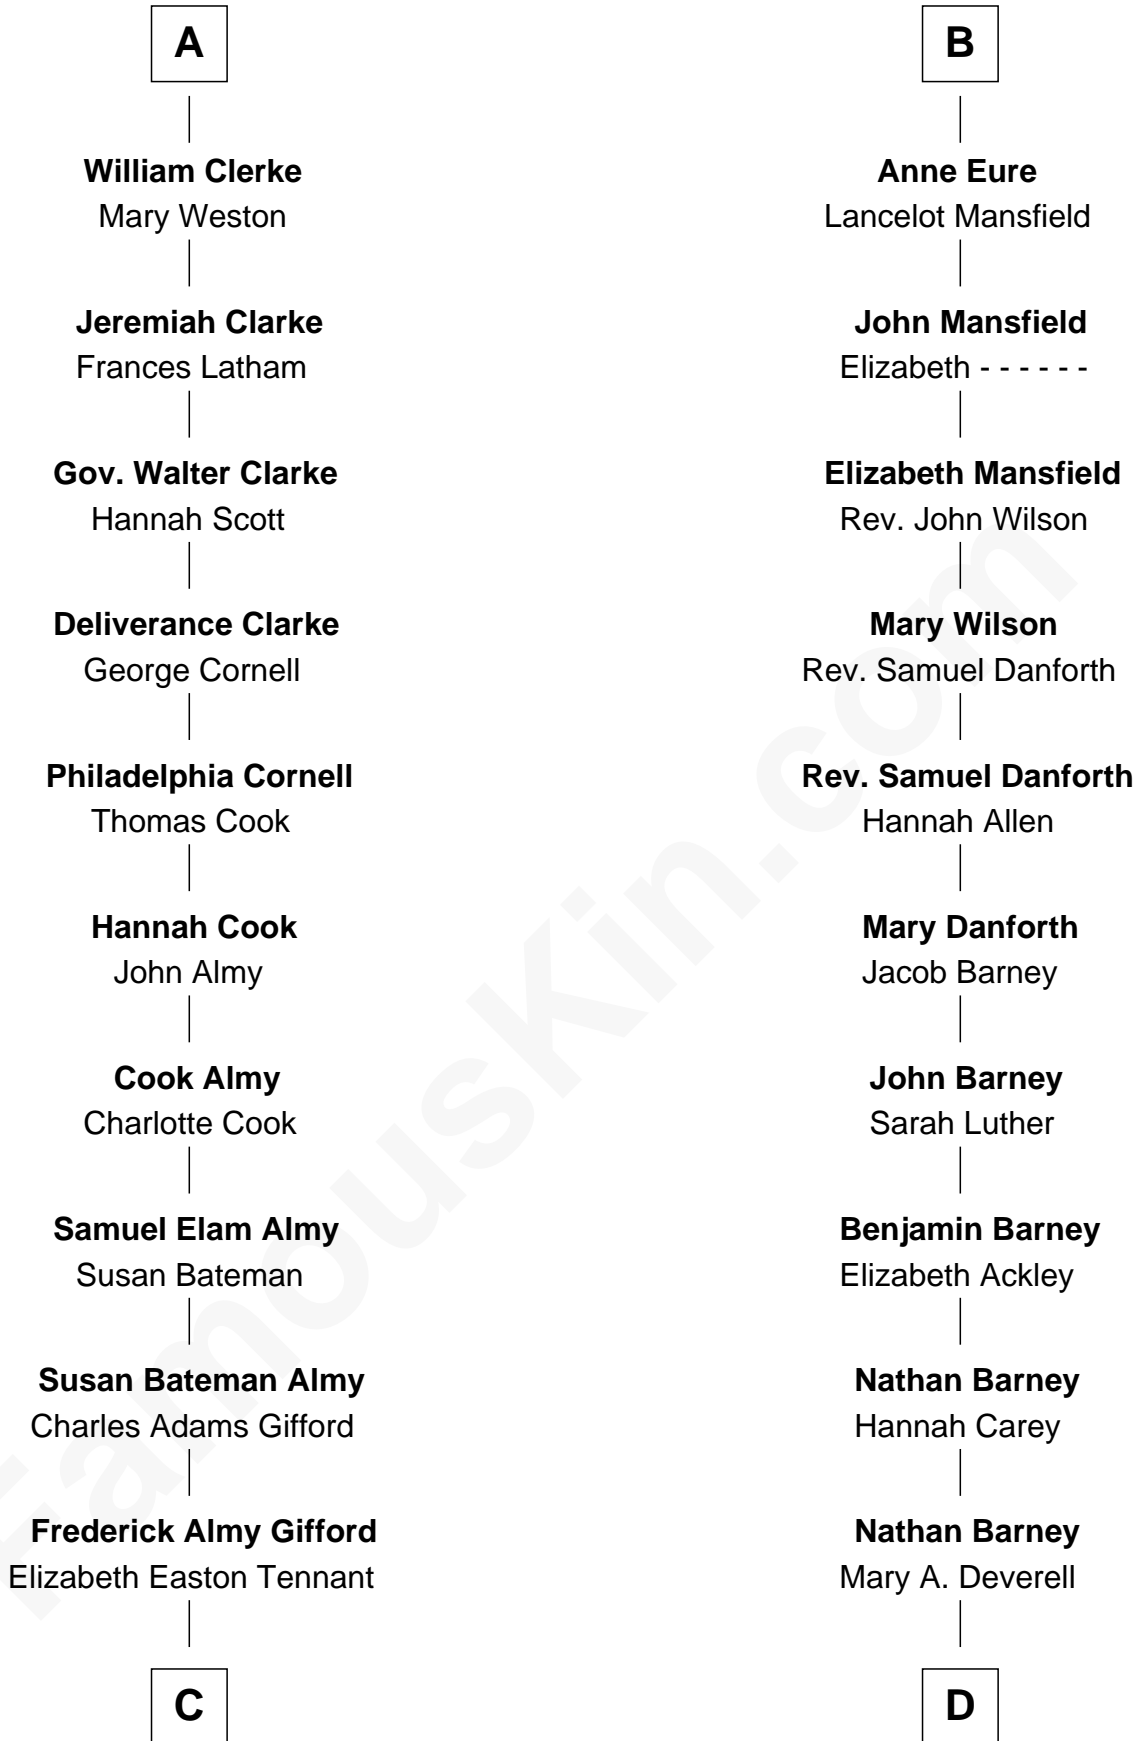 A
William Clerke
Mary Weston
Jeremiah Clarke
Frances Latham
Gov. Walter Clarke
Hannah Scott
Deliverance Clarke
George Cornell
Philadelphia Cornell
Thomas Cook
Hannah Cook
John Almy
Cook Almy
Charlotte Cook
Samuel Elam Almy
Susan Bateman
Susan Bateman Almy
Charles Adams Gifford
Frederick Almy Gifford
Elizabeth Easton Tennant
C
B
Anne Eure
Lancelot Mansfield
John Mansfield
Elizabeth - - - - - -
Elizabeth Mansfield
Rev. John Wilson
Mary Wilson
Rev. Samuel Danforth
Rev. Samuel Danforth
Hannah Allen
Mary Danforth
Jacob Barney
John Barney
Sarah Luther
Benjamin Barney
Elizabeth Ackley
Nathan Barney
Hannah Carey
Nathan Barney
Mary A. Deverell
D
FamousKin.com